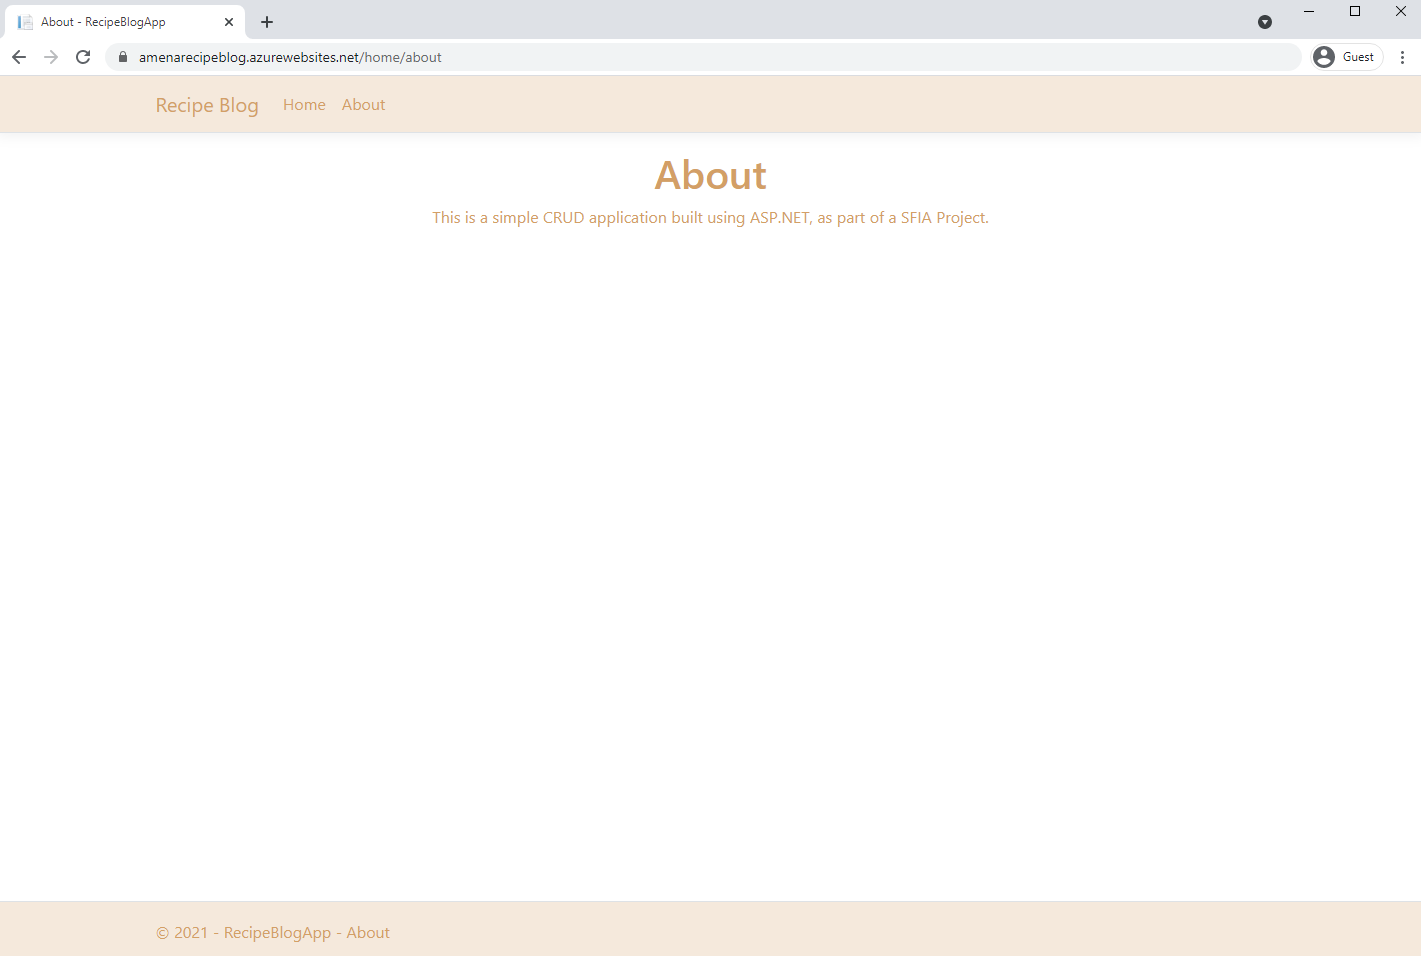 About - RecipeBlogApp
amenarecipeblog.azurewebsites.net/home/about
Guest
Recipe Blog Home About
About
This is a simple CRUD application built using ASP.NET, as part of a SFIA Project.
© 2021 - RecipeBlogApp - About